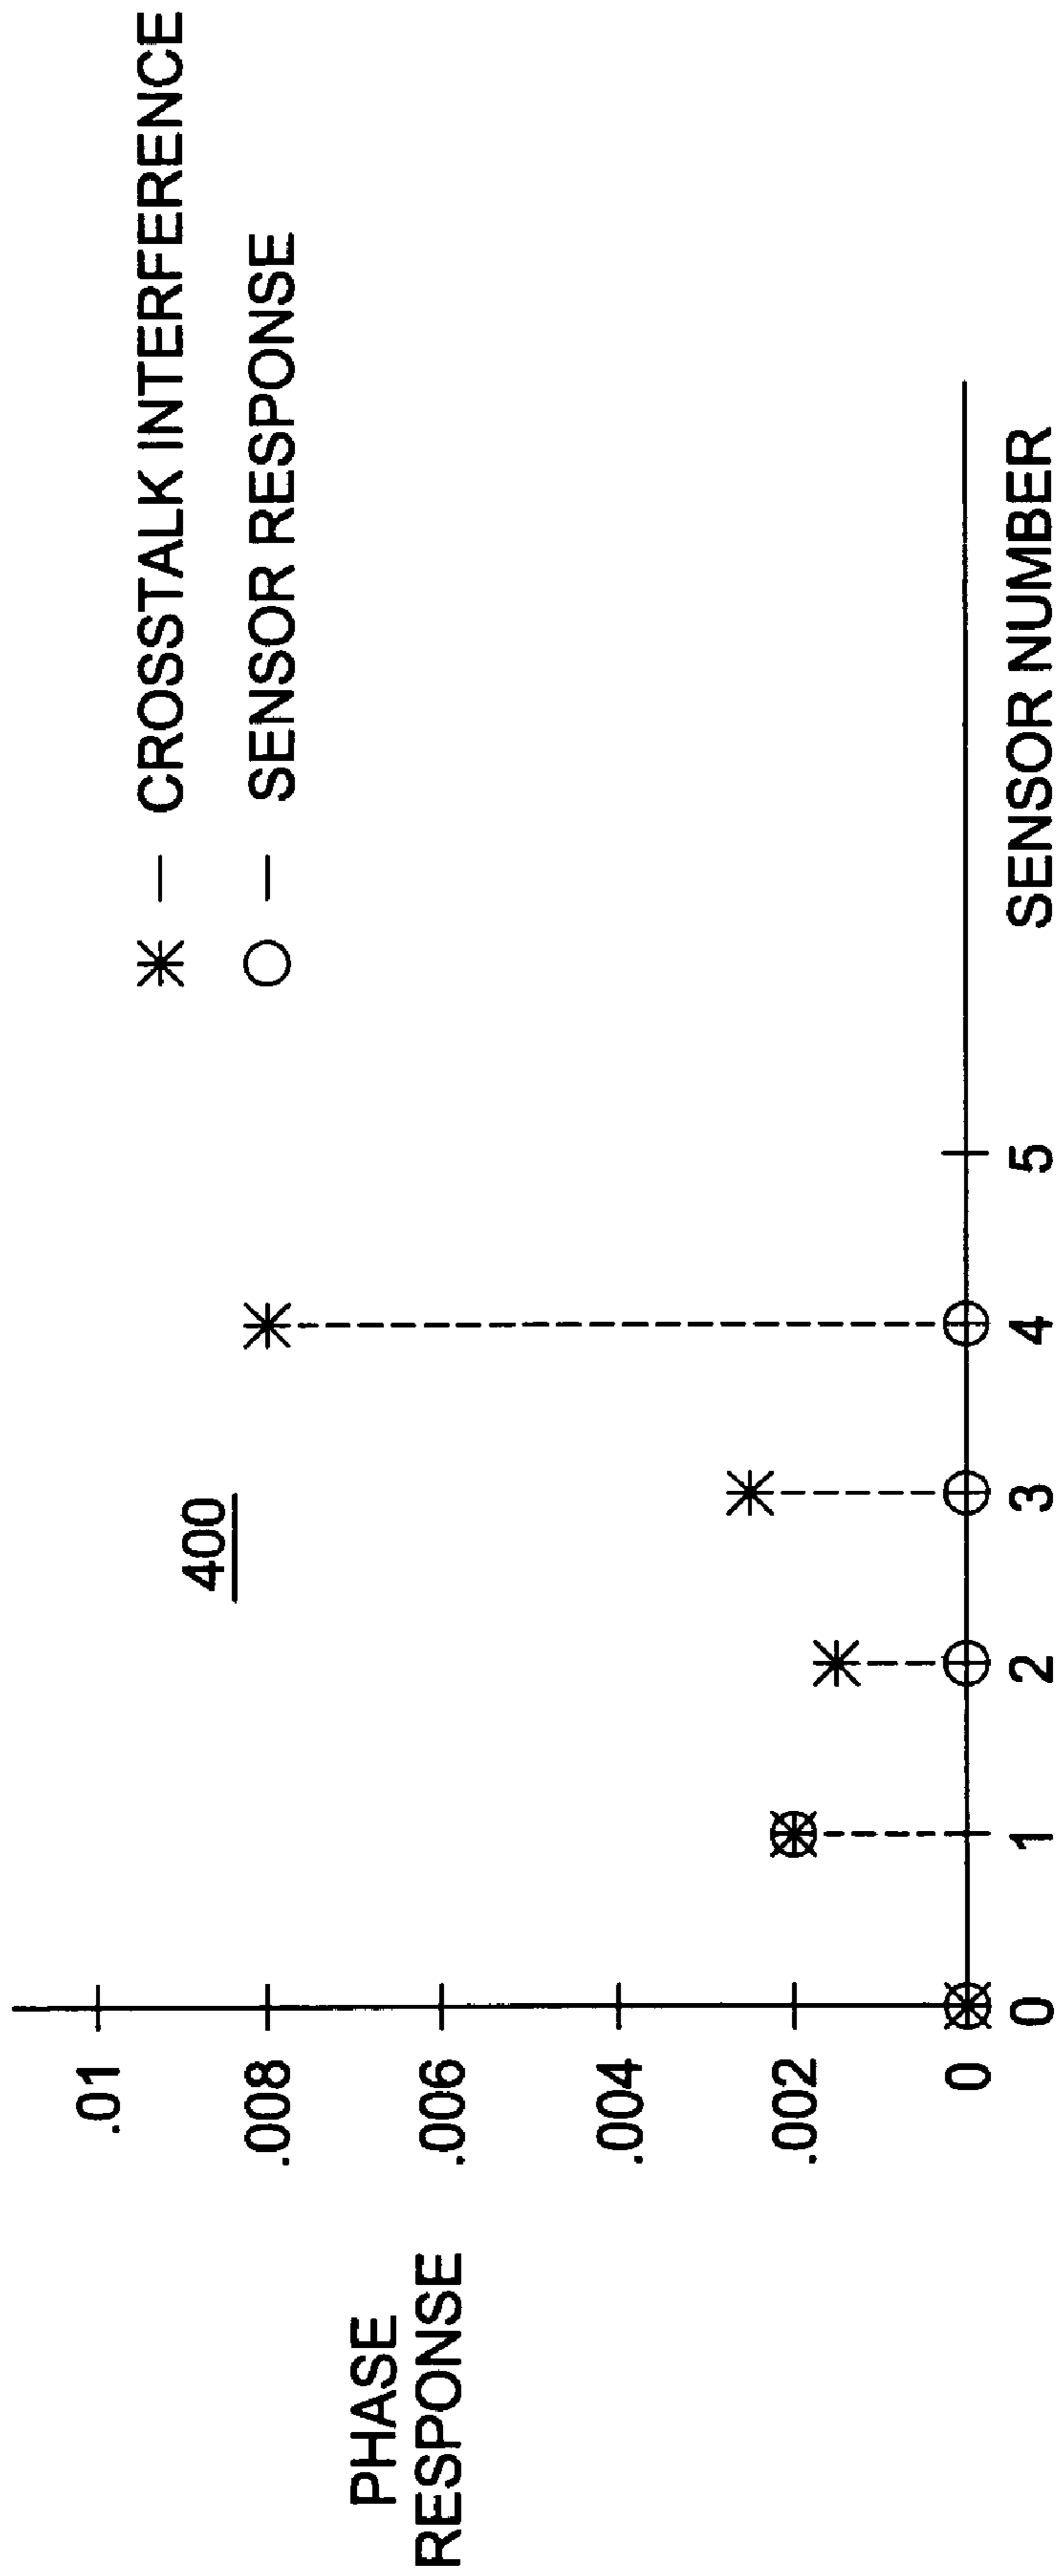 ✳ — CROSSTALK INTERFERENCE
○ — SENSOR RESPONSE
400
PHASE
RESPONSE
.01
.008
.006
.004
.002
0
0 1 2 3 4 5
SENSOR NUMBER